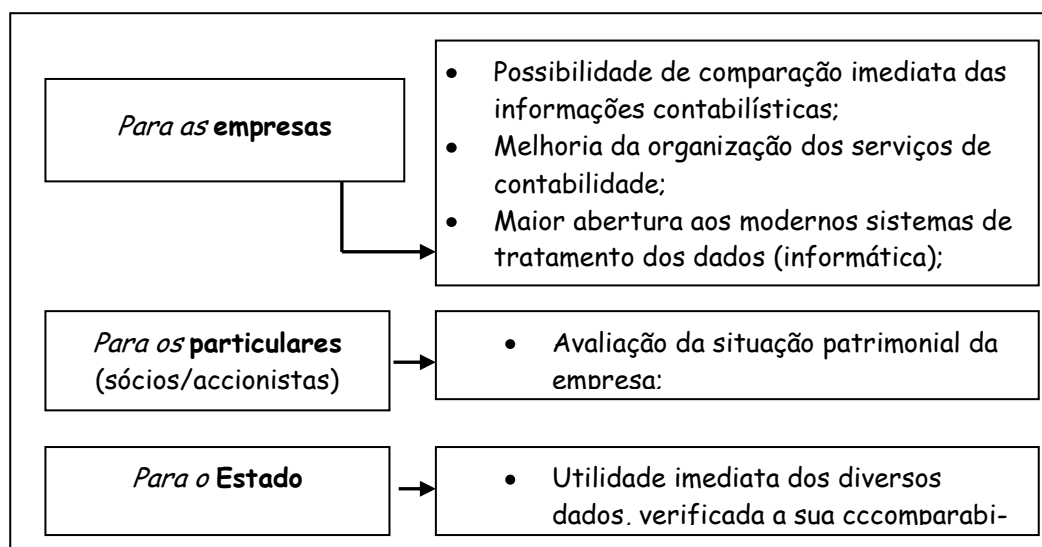 Para as empresas
• Possibilidade de comparação imediata das
informações contabilísticas;
• Melhoria da organização dos serviços de
contabilidade;
• Maior abertura aos modernos sistemas de
tratamento dos dados (informática);
Para os particulares
(sócios/accionistas)
• Avaliação da situação patrimonial da
empresa;
Para o Estado
• Utilidade imediata dos diversos
dados, verificada a sua cccomparabi-